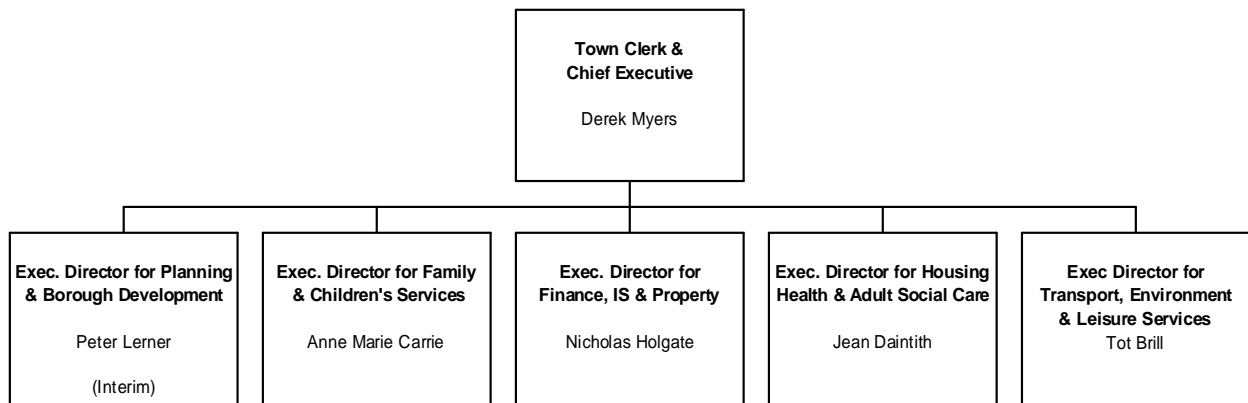 Town Clerk &
Chief Executive
Derek Myers
Exec. Director for Planning
& Borough Development
Peter Lerner
(Interim)
Exec. Director for Family
& Children's Services
Anne Marie Carrie
Exec. Director for
Finance, IS & Property
Nicholas Holgate
Exec. Director for Housing
Health & Adult Social Care
Jean Daintith
Exec Director for
Transport, Environment
& Leisure Services
Tot Brill